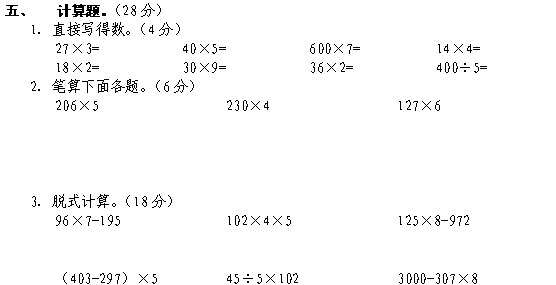 五、 计算题。（28分）
1. 直接写得数。（4分）
27×3= 40×5= 600×7= 14×4=
18×2= 30×9= 36×2= 400÷5=
2. 笔算下面各题。（6分）
206×5 230×4 127×6
3. 脱式计算。（18分）
96×7-195 102×4×5 125×8-972
（403-297）×5 45÷5×102 3000-307×8